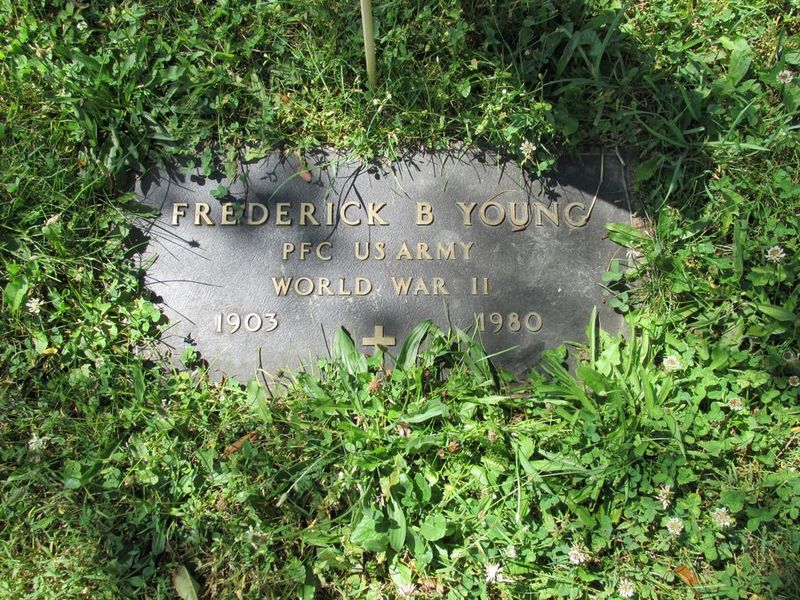 FREDERICK B YOUNG
PFC US ARMY
WORLD WAR II
1903 1980